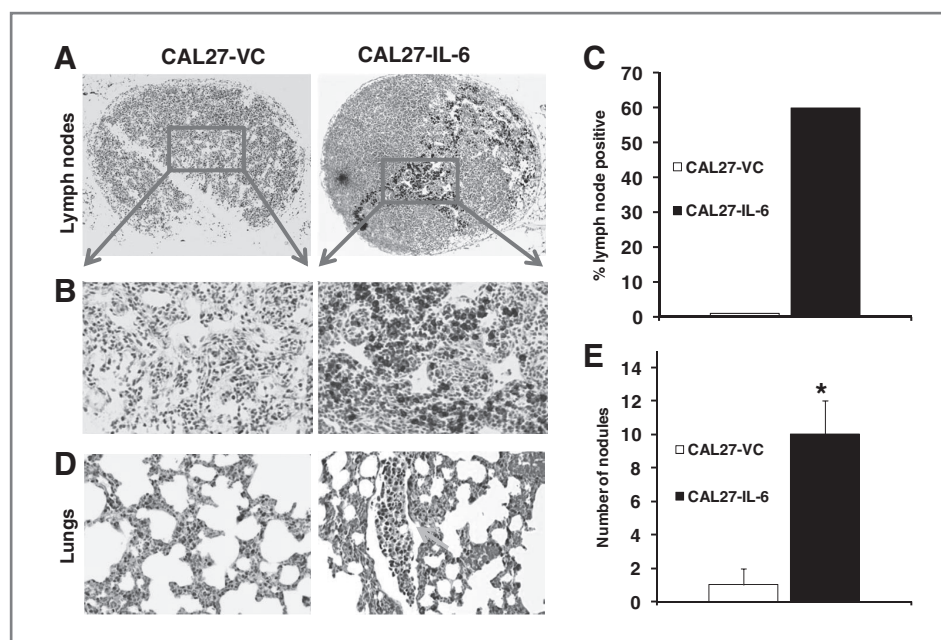 A
CAL27-VC
CAL27-IL-6
Lymph nodes
B
D
Lungs
C
70
60
50
40
30
20
10
0
% lymph node positive
CAL27-VC
CAL27-IL-6
E
14
12
10
8
6
4
2
0
Number of nodules
CAL27-VC
CAL27-IL-6
*